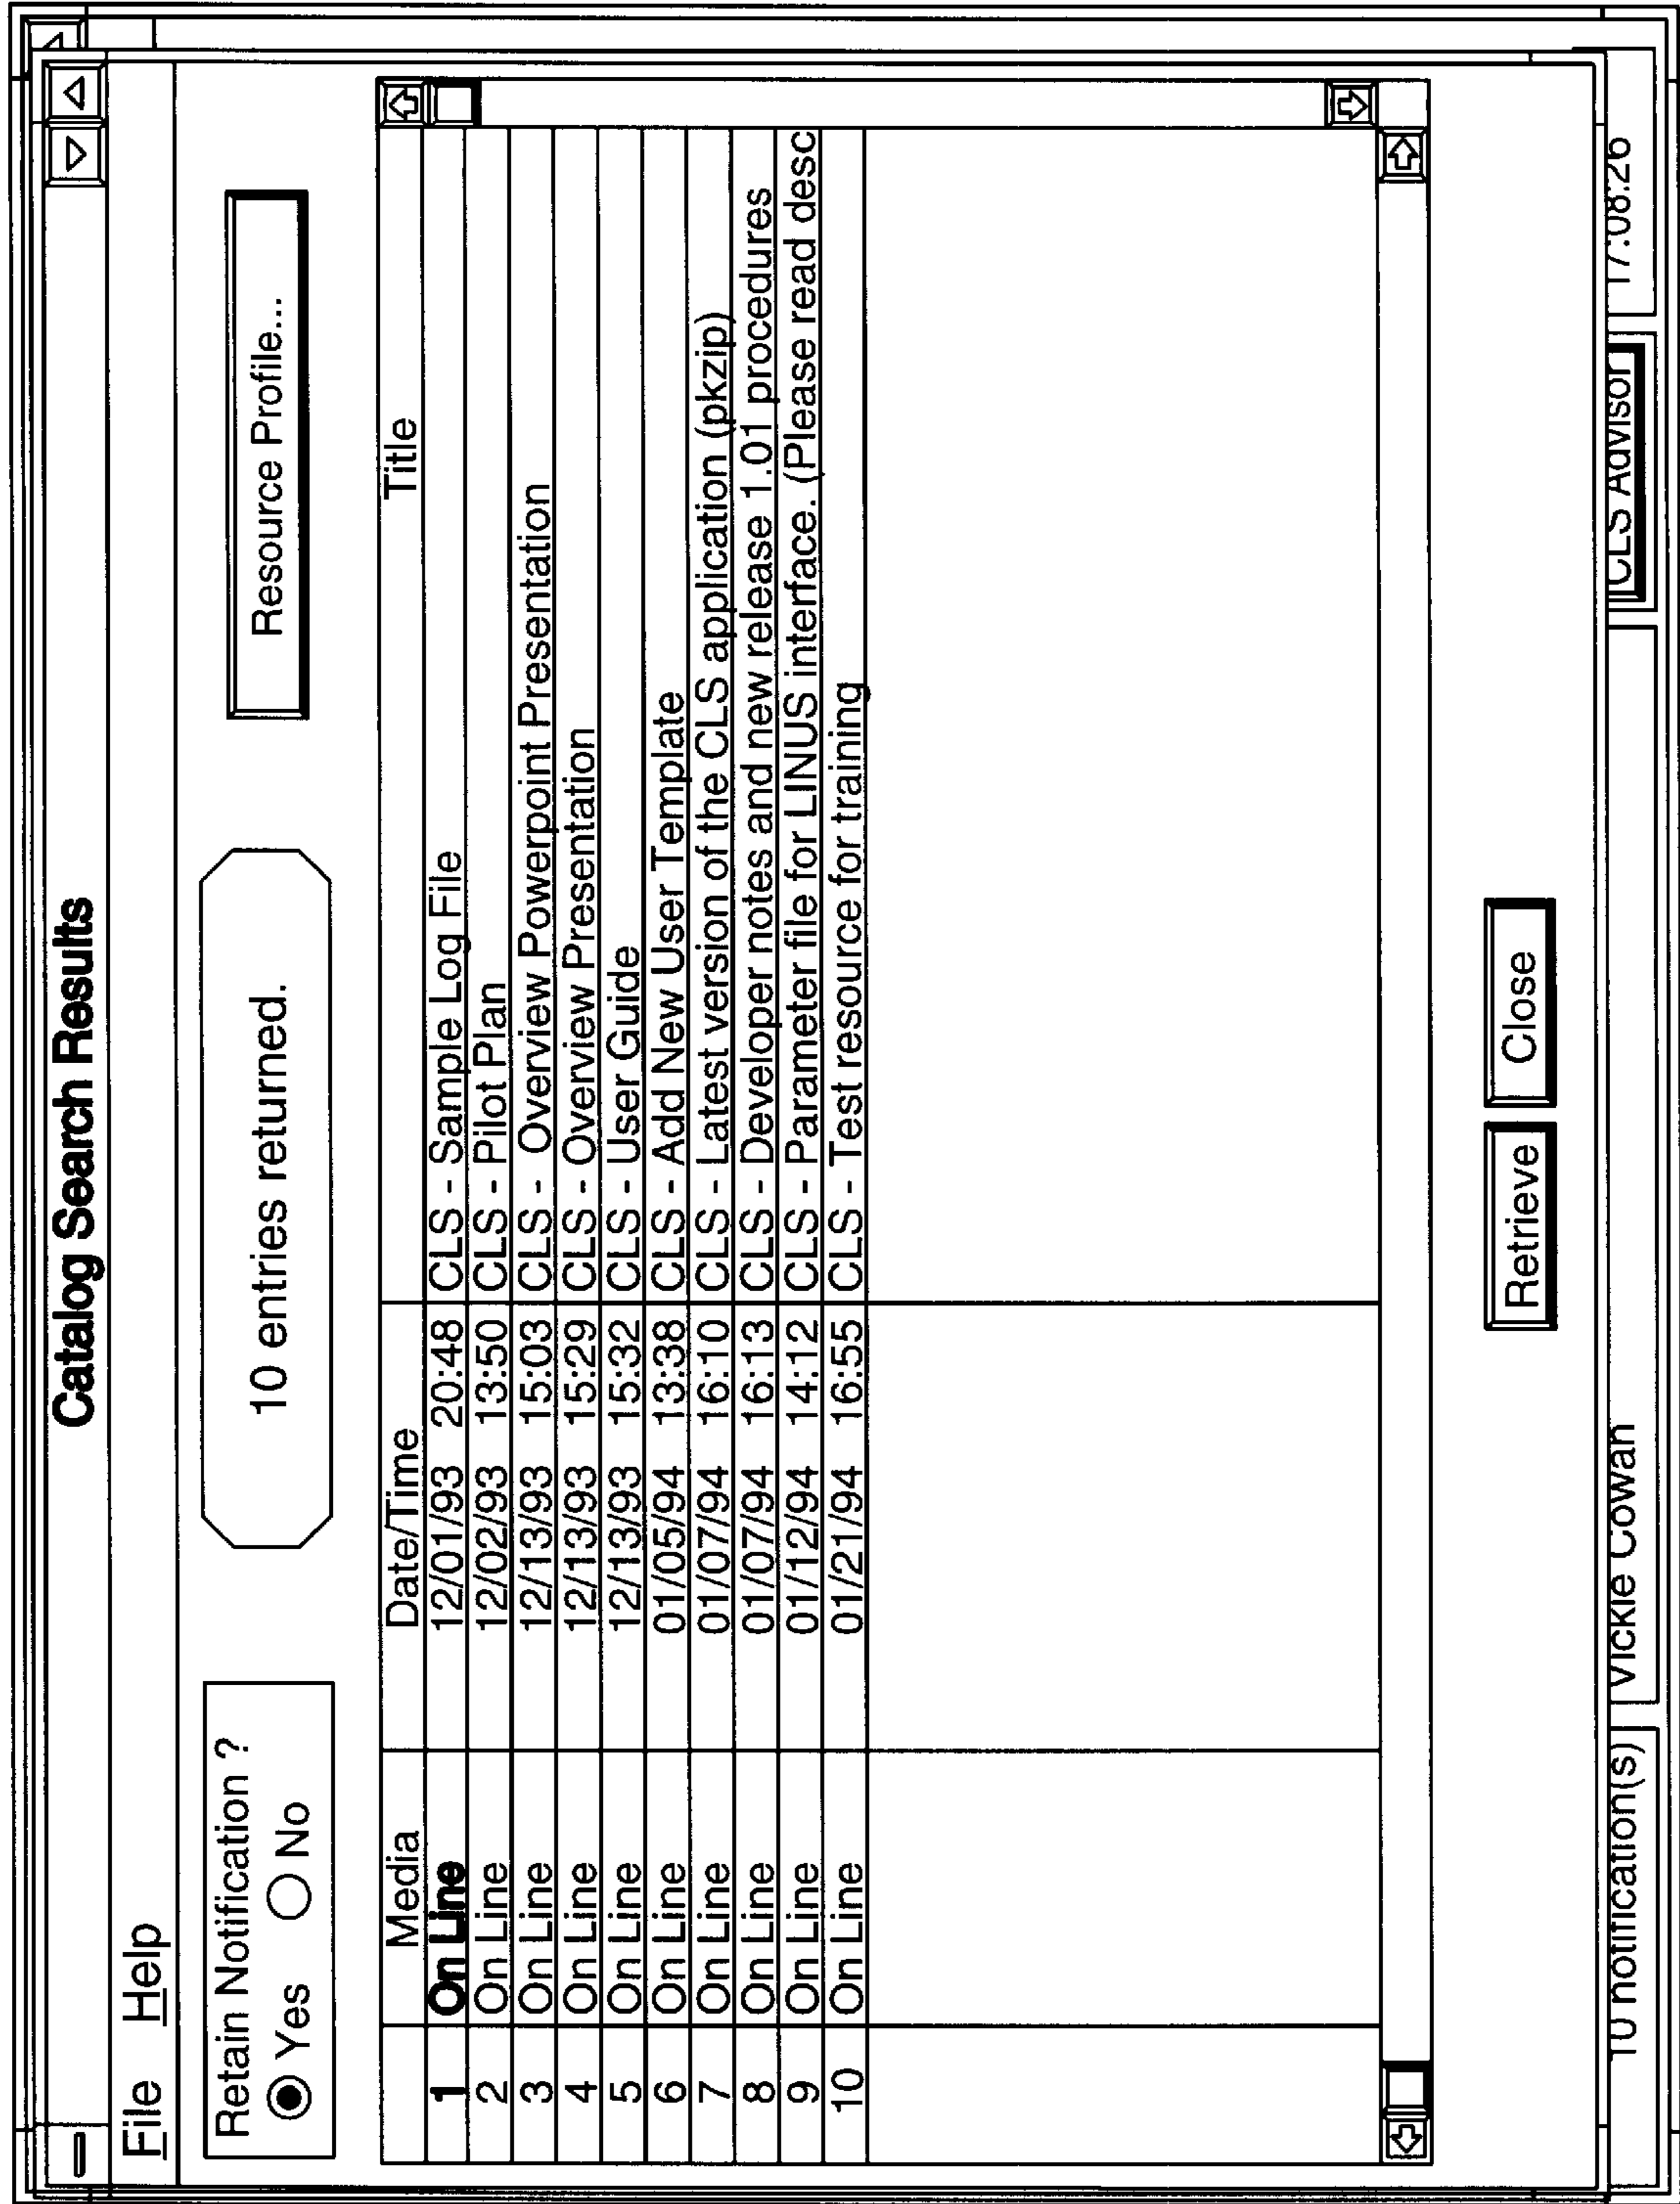 Catalog Search Results
File Help
Retain Notification ?
Yes No
10 entries returned.
Resource Profile...
Media Date/Time Title
1 On Line 12/01/93 20:48 CLS - Sample Log File
2 On Line 12/02/93 13:50 CLS - Pilot Plan
3 On Line 12/13/93 15:03 CLS - Overview Powerpoint Presentation
4 On Line 12/13/93 15:29 CLS - Overview Presentation
5 On Line 12/13/93 15:32 CLS - User Guide
6 On Line 01/05/94 13:38 CLS - Add New User Template
7 On Line 01/07/94 16:10 CLS - Latest version of the CLS application (pkzip)
8 On Line 01/07/94 16:13 CLS - Developer notes and new release 1.01 procedures
9 On Line 01/12/94 14:12 CLS - Parameter file for LINUS interface. (Please read desc
10 On Line 01/21/94 16:55 CLS - Test resource for training
Retrieve Close
10 notification(s) Vickie Cowan CLS Advisor 17:08:26